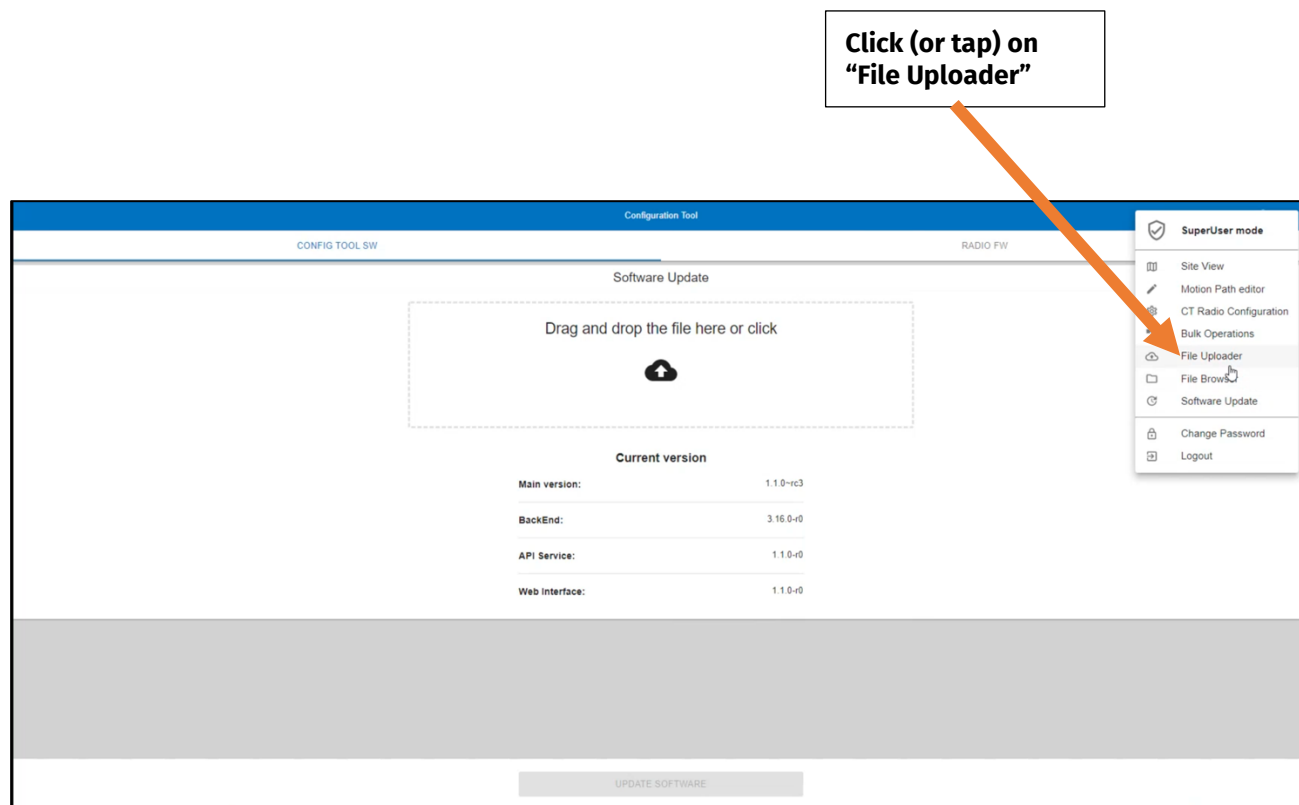 Click (or tap) on
“File Uploader”
Configuration Tool
SuperUser mode
CONFIG TOOL SW
RADIO FW
Software Update
Drag and drop the file here or click
Site View
Motion Path editor
CT Radio Configuration
Bulk Operations
File Uploader
File Browser
Software Update
Change Password
Logout
Current version
Main version: 1.1.0~rc3
BackEnd: 3.16.0-r0
API Service: 1.1.0-r0
Web Interface: 1.1.0-r0
UPDATE SOFTWARE